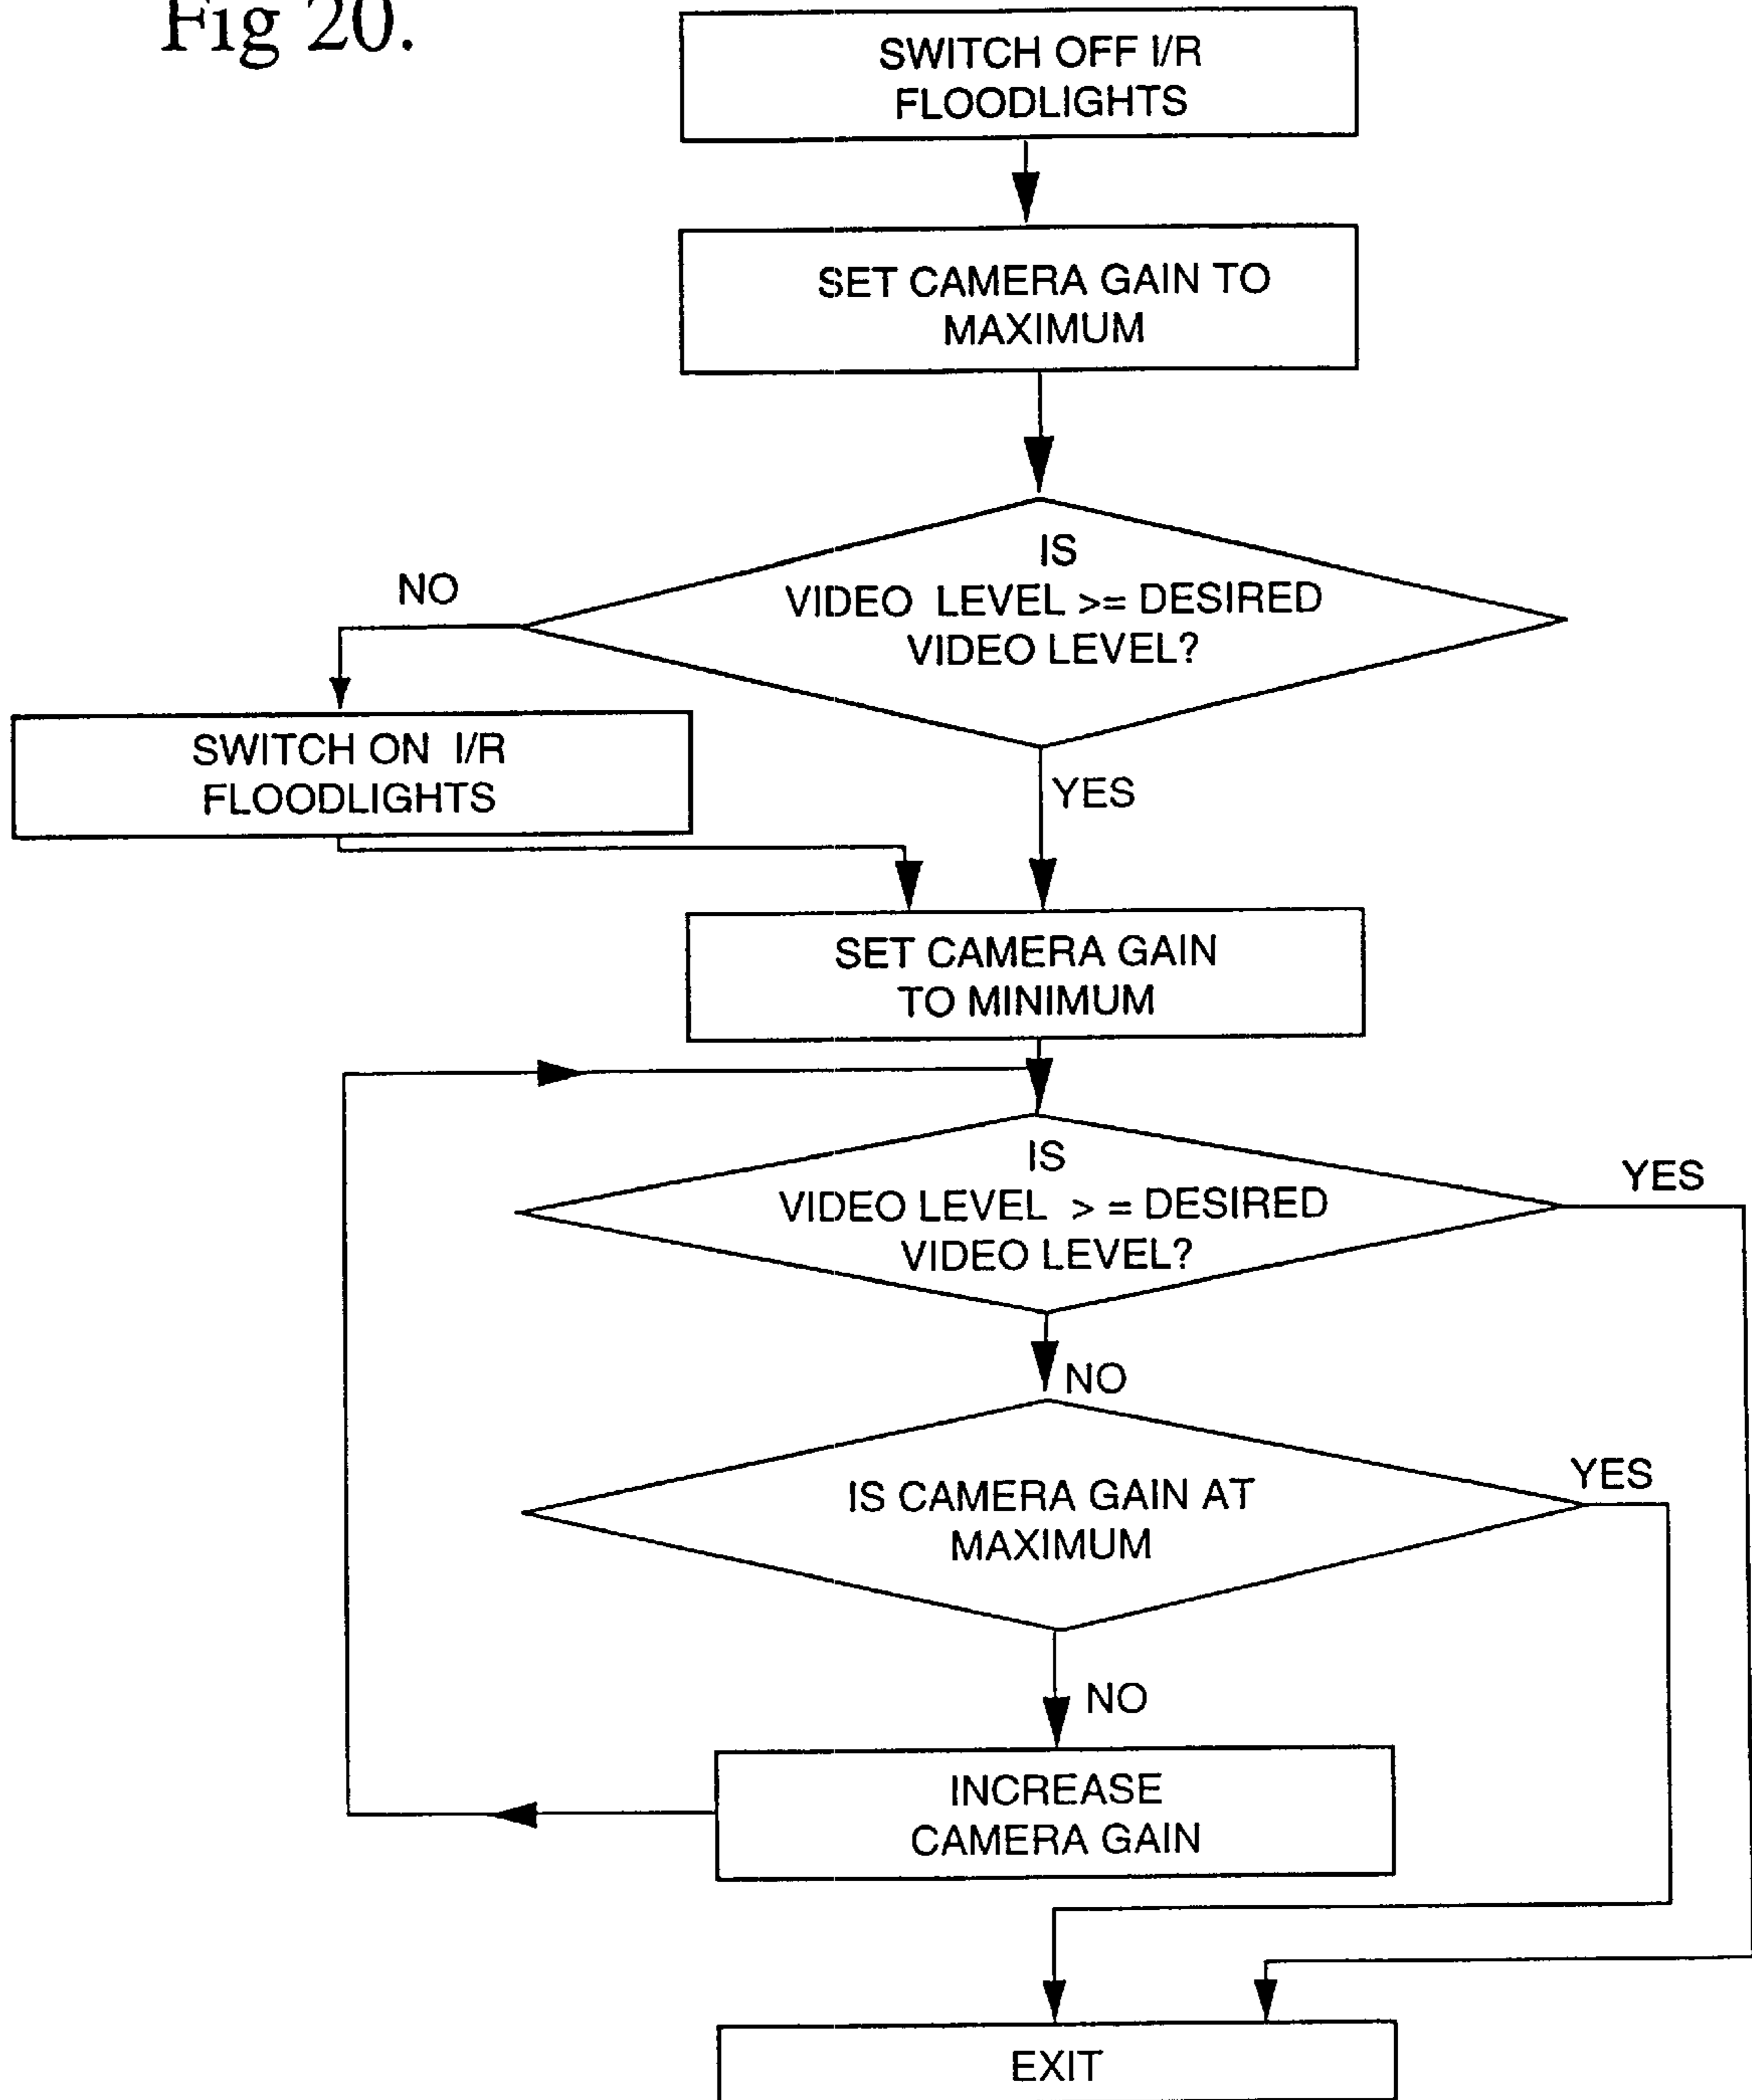 Fig 20.
SWITCH OFF I/R
FLOODLIGHTS
SET CAMERA GAIN TO
MAXIMUM
IS
VIDEO LEVEL >= DESIRED
VIDEO LEVEL?
NO
SWITCH ON I/R
FLOODLIGHTS
YES
SET CAMERA GAIN
TO MINIMUM
IS
VIDEO LEVEL > = DESIRED
VIDEO LEVEL?
YES
NO
IS CAMERA GAIN AT
MAXIMUM
YES
NO
INCREASE
CAMERA GAIN
EXIT